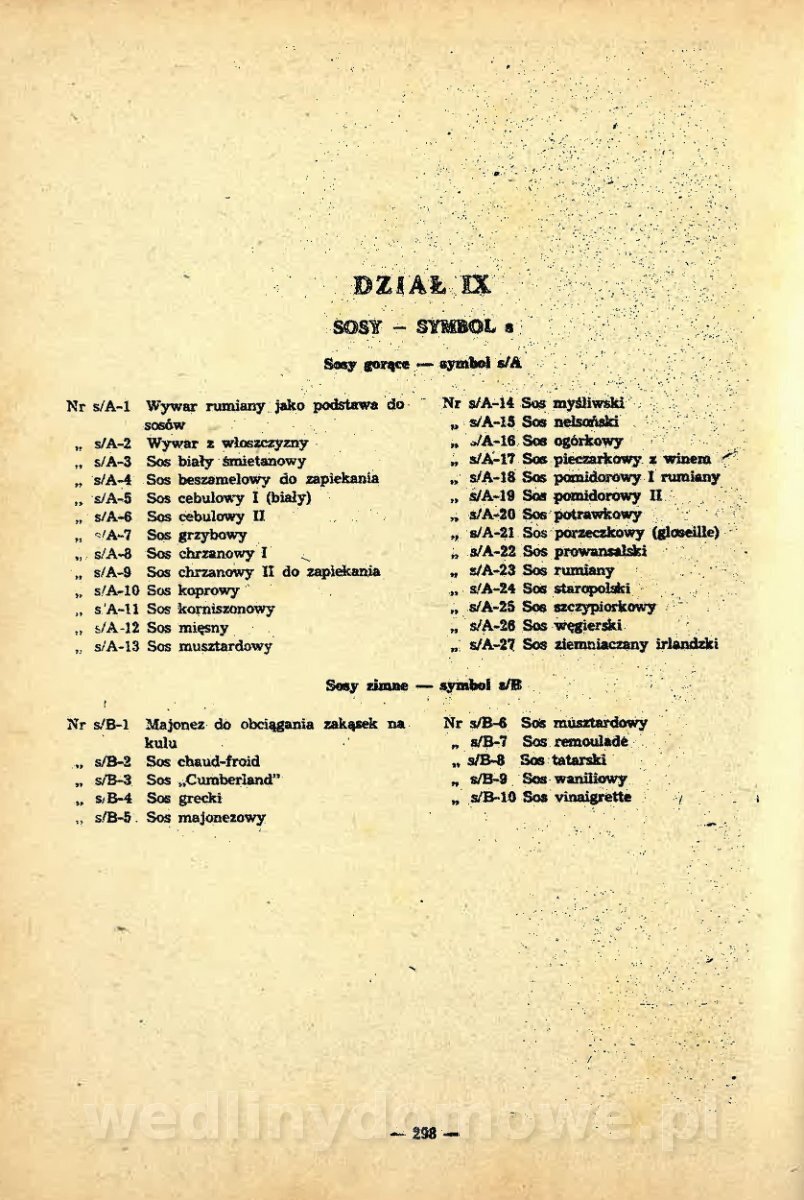 DZIAŁ IX
SOSY — SYMBOL s
Sosy gorące — symbol s/A
Nr s/A-1 Wywar rumiany jako podstawa do
sosów
„ s/A-2 Wywar z włoszczyzny
„ s/A-3 Sos biały śmietanowy
„ s/A-4 Sos beszamelowy do zapiekania
„ s/A-5 Sos cebulowy I (biały)
„ s/A-6 Sos cebulowy II
„ s/A-7 Sos grzybowy
„ s/A-8 Sos chrzanowy I
„ s/A-9 Sos chrzanowy II do zapiekania
„ s/A-10 Sos koprowy
„ s/A-11 Sos korniszonowy
„ s/A-12 Sos mięsny
„ s/A-13 Sos musztardowy
Nr s/A-14 Sos myśliwski
„ s/A-15 Sos nelsoński
„ s/A-16 Sos ogórkowy
„ s/A-17 Sos pieczarkowy z winem
„ s/A-18 Sos pomidorowy I rumiany
„ s/A-19 Sos pomidorowy II
„ s/A-20 Sos potrawkowy
„ s/A-21 Sos porzeczkowy (gloseille)
„ s/A-22 Sos prowansalski
„ s/A-23 Sos rumiany
„ s/A-24 Sos staropolski
„ s/A-25 Sos szczypiorkowy
„ s/A-26 Sos węgierski
„ s/A-27 Sos ziemniaczany irlandzki
Sosy zimne — symbol s/B
Nr s/B-1 Majonez do obciągania zakąsek na
kulu
„ s/B-2 Sos chaud-froid
„ s/B-3 Sos „Cumberland”
„ s/B-4 Sos grecki
„ s/B-5 Sos majonezowy
Nr s/B-6 Sos musztardowy
„ s/B-7 Sos remoulade
„ s/B-8 Sos tatarski
„ s/B-9 Sos waniliowy
„ s/B-10 Sos vinaigrette
wedlinydomowe.pl
— 298 —